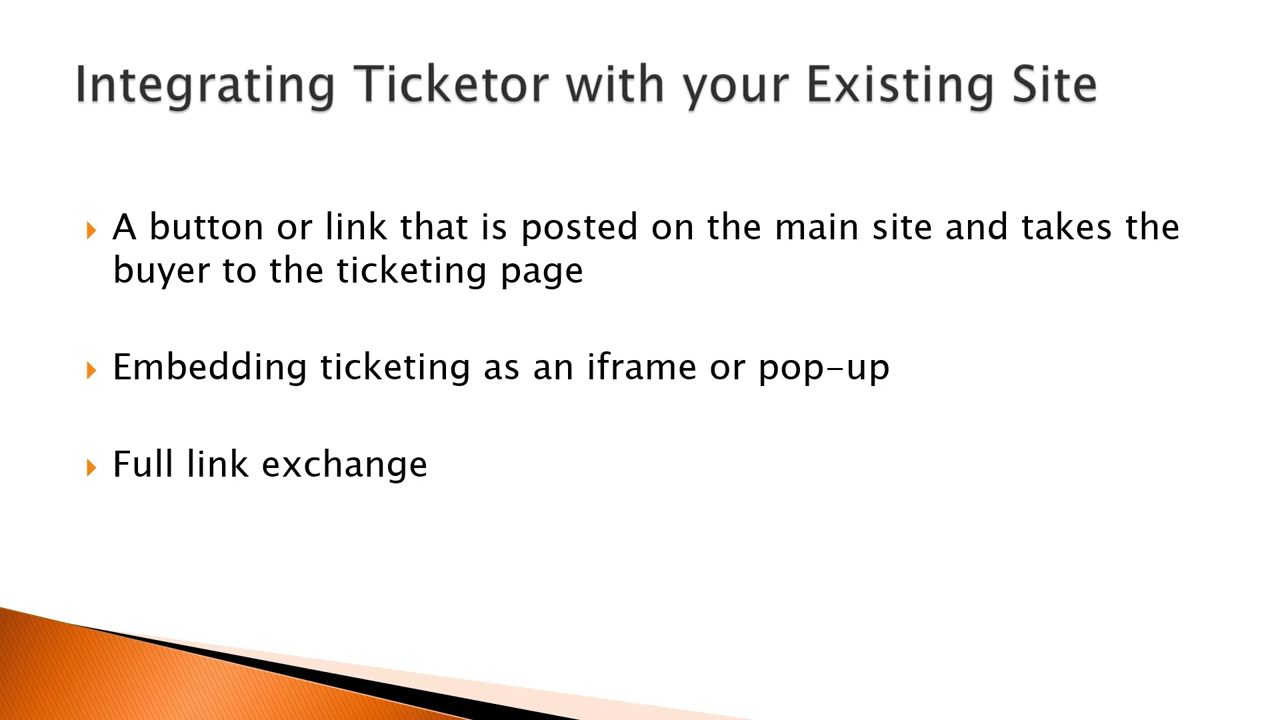 Integrating Ticketor with your Existing Site
A button or link that is posted on the main site and takes the
buyer to the ticketing page
Embedding ticketing as an iframe or pop-up
Full link exchange